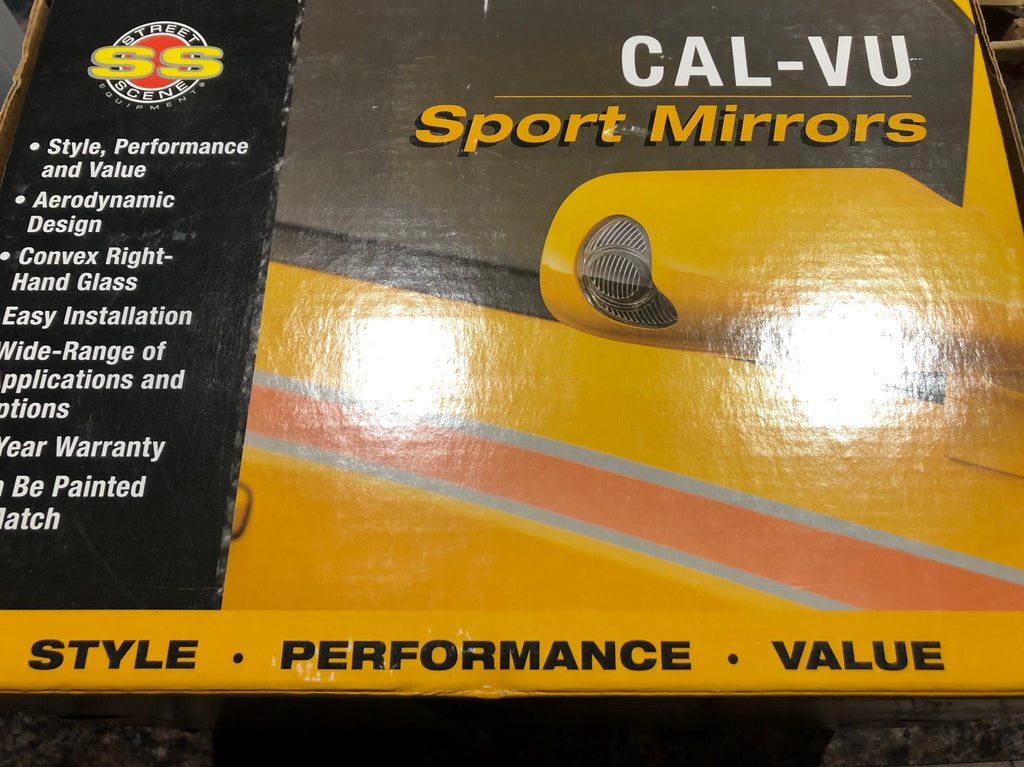 STREET
SS
SCENE
EQUIPMENT
CAL-VU
Sport Mirrors
• Style, Performance
and Value
• Aerodynamic
Design
• Convex Right-
Hand Glass
Easy Installation
Wide-Range of
pplications and
ptions
Year Warranty
Be Painted
atch
STYLE • PERFORMANCE • VALUE